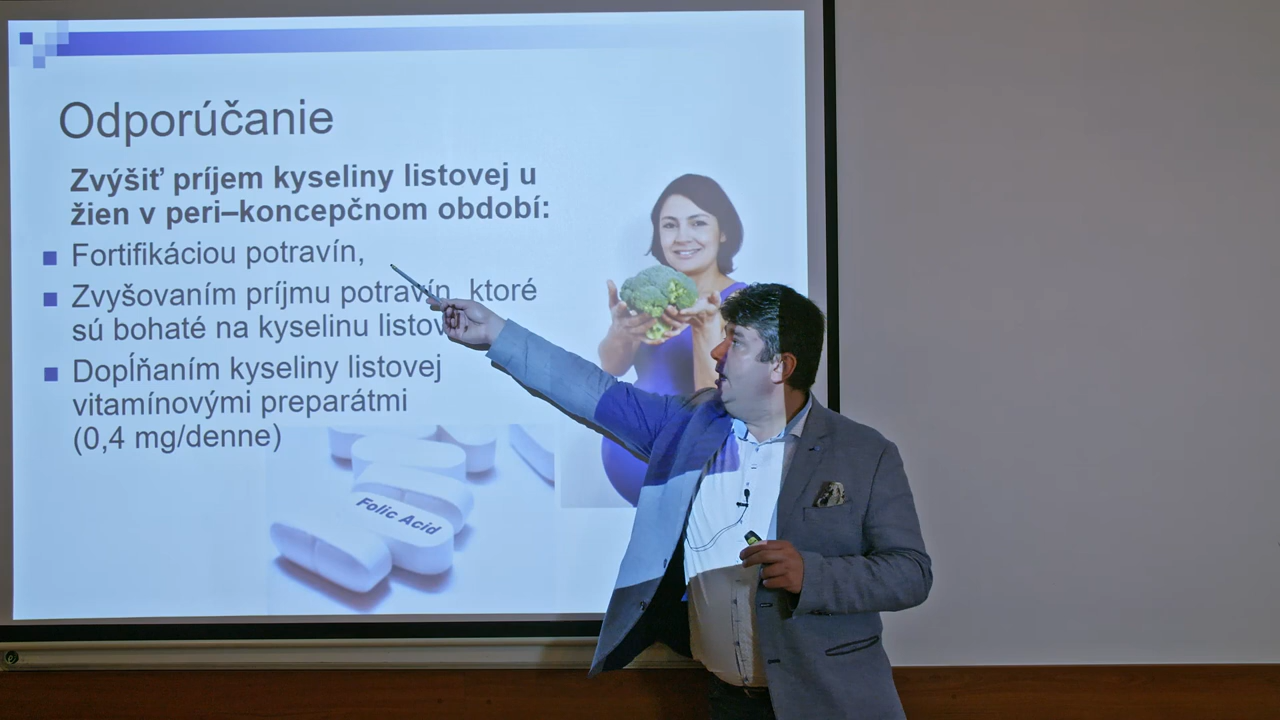 Odporúčanie
Zvýšiť príjem kyseliny listovej u
žien v peri–koncepčnom období:
Fortifikáciou potravín,
Zvyšovaním príjmu potravín, ktoré
sú bohaté na kyselinu
Dopĺňaním kyseliny listovej
vitamínovými preparátmi
(0,4 mg/denne)
Folic Acid